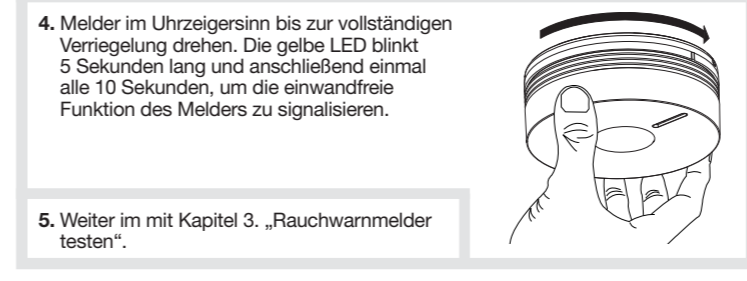 4. Melder im Uhrzeigersinn bis zur vollständigen
Verriegelung drehen. Die gelbe LED blinkt
5 Sekunden lang und anschließend einmal
alle 10 Sekunden, um die einwandfreie
Funktion des Melders zu signalisieren.
5. Weiter im mit Kapitel 3. „Rauchwarnmelder
testen“.